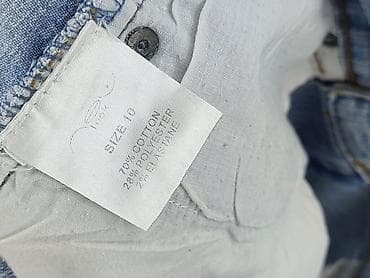 SIZE 10
70% COTTON
28% POLYESTER
2% ELASTANE